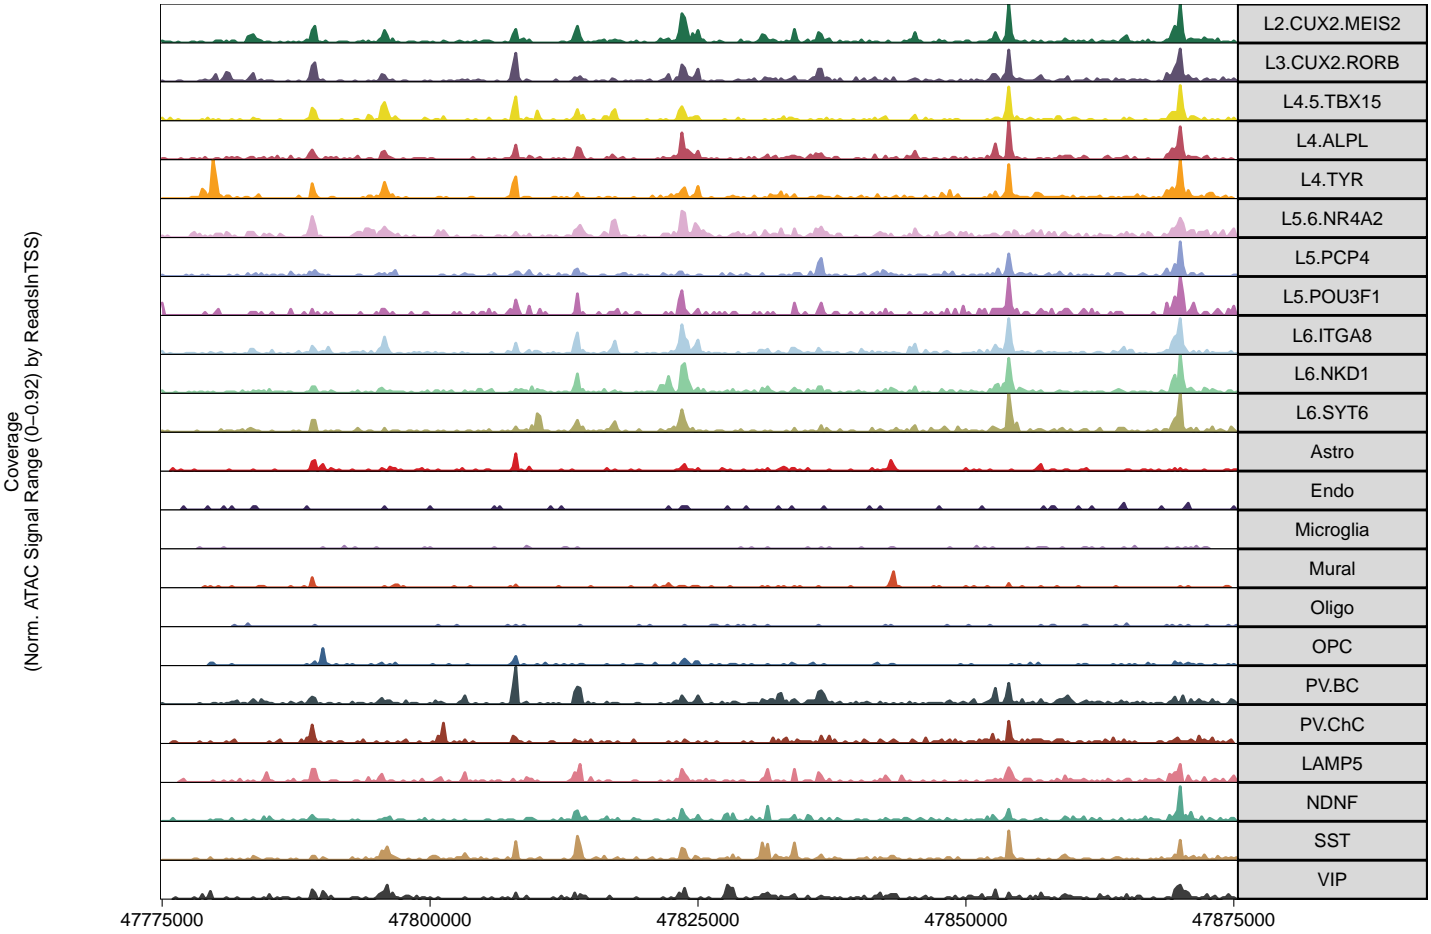 L2.CUX2.MEIS2
L3.CUX2.RORB
L4.5.TBX15
L4.ALPL
L4.TYR
L5.6.NR4A2
L5.PCP4
L5.POU3F1
L6.ITGA8
L6.NKD1
L6.SYT6
Astro
Endo
Microglia
Mural
Oligo
OPC
PV.BC
PV.ChC
LAMP5
NDNF
SST
VIP
Coverage
(Norm. ATAC Signal Range (0–0.92) by ReadsInTSS)
47775000 47800000 47825000 47850000 47875000